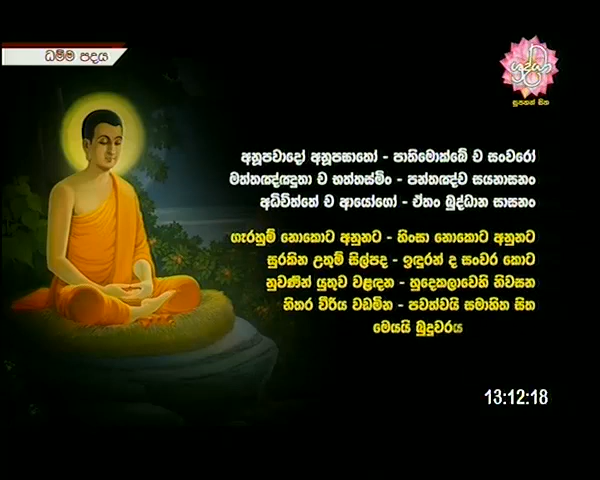 ධම්ම පදය
ශ්‍රද්ධා
නුපනන් සිත
අනූපවාදෝ අනූපඝාතෝ - පාතිමොක්ඛේ ච සංවරෝ
මත්තඤ්ඤුතා ච භත්තස්මිං - පන්තඤ්ච සයනාසනං
අධිචිත්තේ ච ආයෝගෝ - ඒතං බුද්ධාන සාසනං
ගැරහුම් නොකොට අනුනට - හිංසා නොකොට අනුනට
සුරකින උතුම් සිල්පද - ඉඳුරන් ද සංවර කොට
නුවණින් යුතුව වළඳන - හුදෙකලාවෙහි නිවසන
නිතර වීරිය වඩමින - පවත්වයි සමාහිත සිත
මෙයයි බුදුවරය
13:12:18